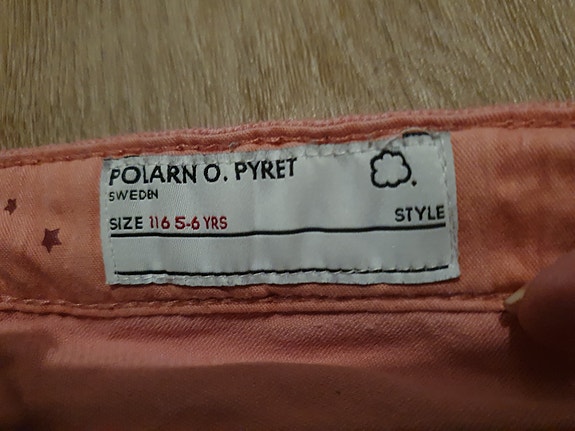 POLARN O. PYRET
SWEDEN
SIZE 116 5-6 YRS STYLE